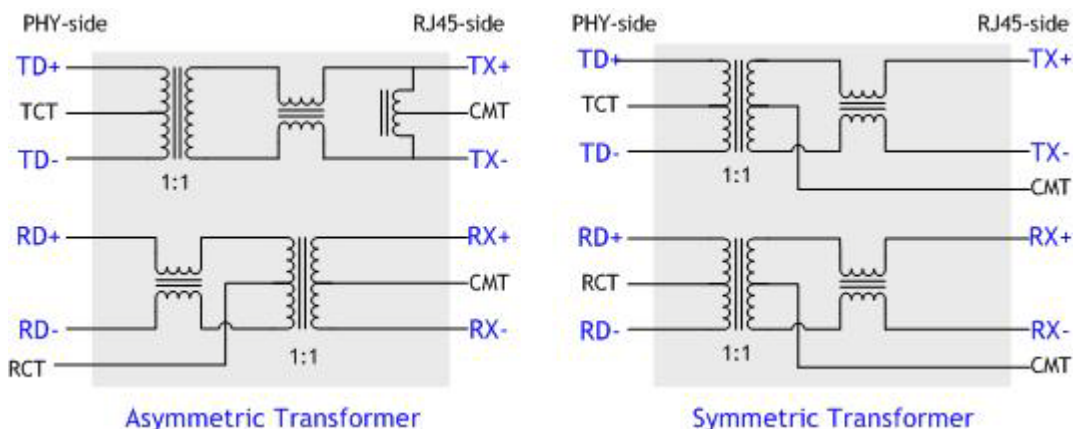 PHY-side
RJ45-side
TD+
TX+
TCT
CMT
TD-
TX-
1:1
RD+
RX+
CMT
RD-
RX-
RCT
1:1
Asymmetric Transformer
PHY-side
RJ45-side
TD+
TX+
TCT
TD-
TX-
1:1
CMT
RD+
RX+
RCT
RD-
RX-
1:1
CMT
Symmetric Transformer